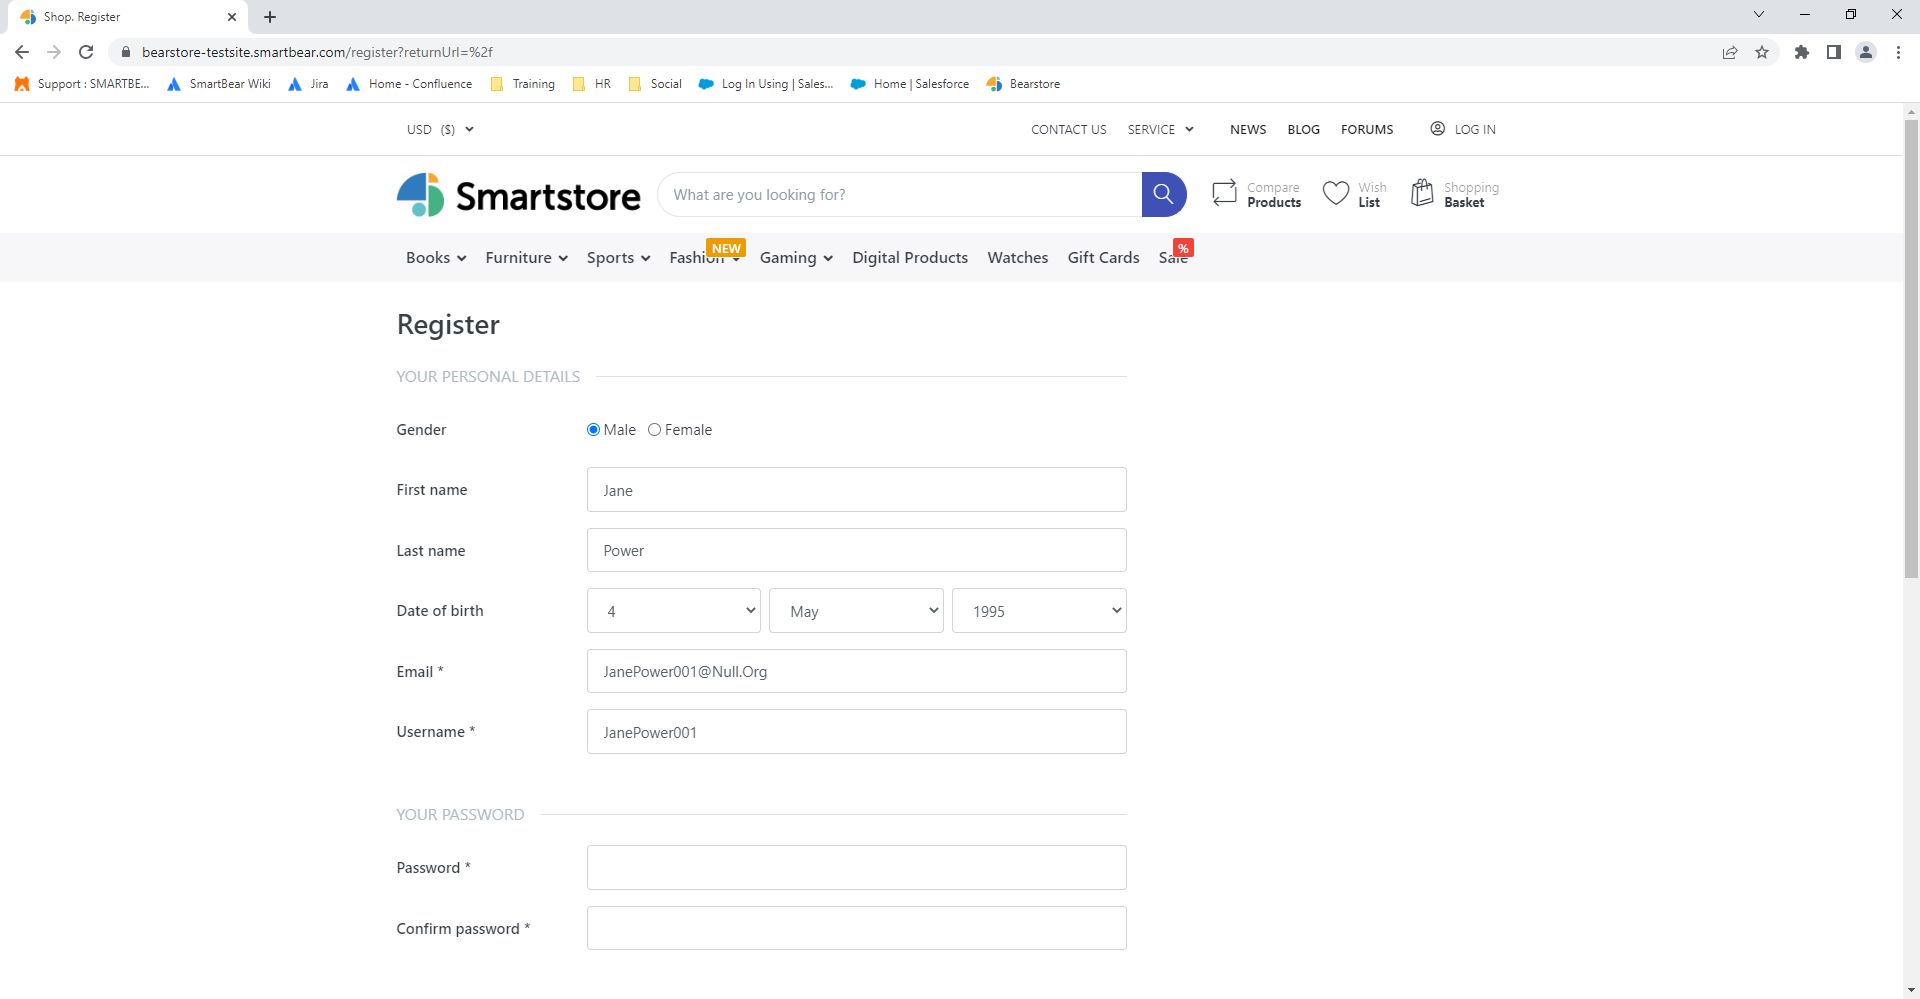 Shop. Register
bearstore-testsite.smartbear.com/register?returnUrl=%2f
Support : SMARTBE... SmartBear Wiki Jira Home - Confluence Training HR Social Log In Using | Sales... Home | Salesforce Bearstore
USD ($) CONTACT US SERVICE NEWS BLOG FORUMS LOG IN
Smartstore What are you looking for? Compare Products Wish List Shopping Basket
Books Furniture Sports Fashion NEW Gaming Digital Products Watches Gift Cards Sale %
Register
YOUR PERSONAL DETAILS
Gender Male Female
First name Jane
Last name Power
Date of birth 4 May 1995
Email * JanePower001@Null.Org
Username * JanePower001
YOUR PASSWORD
Password *
Confirm password *